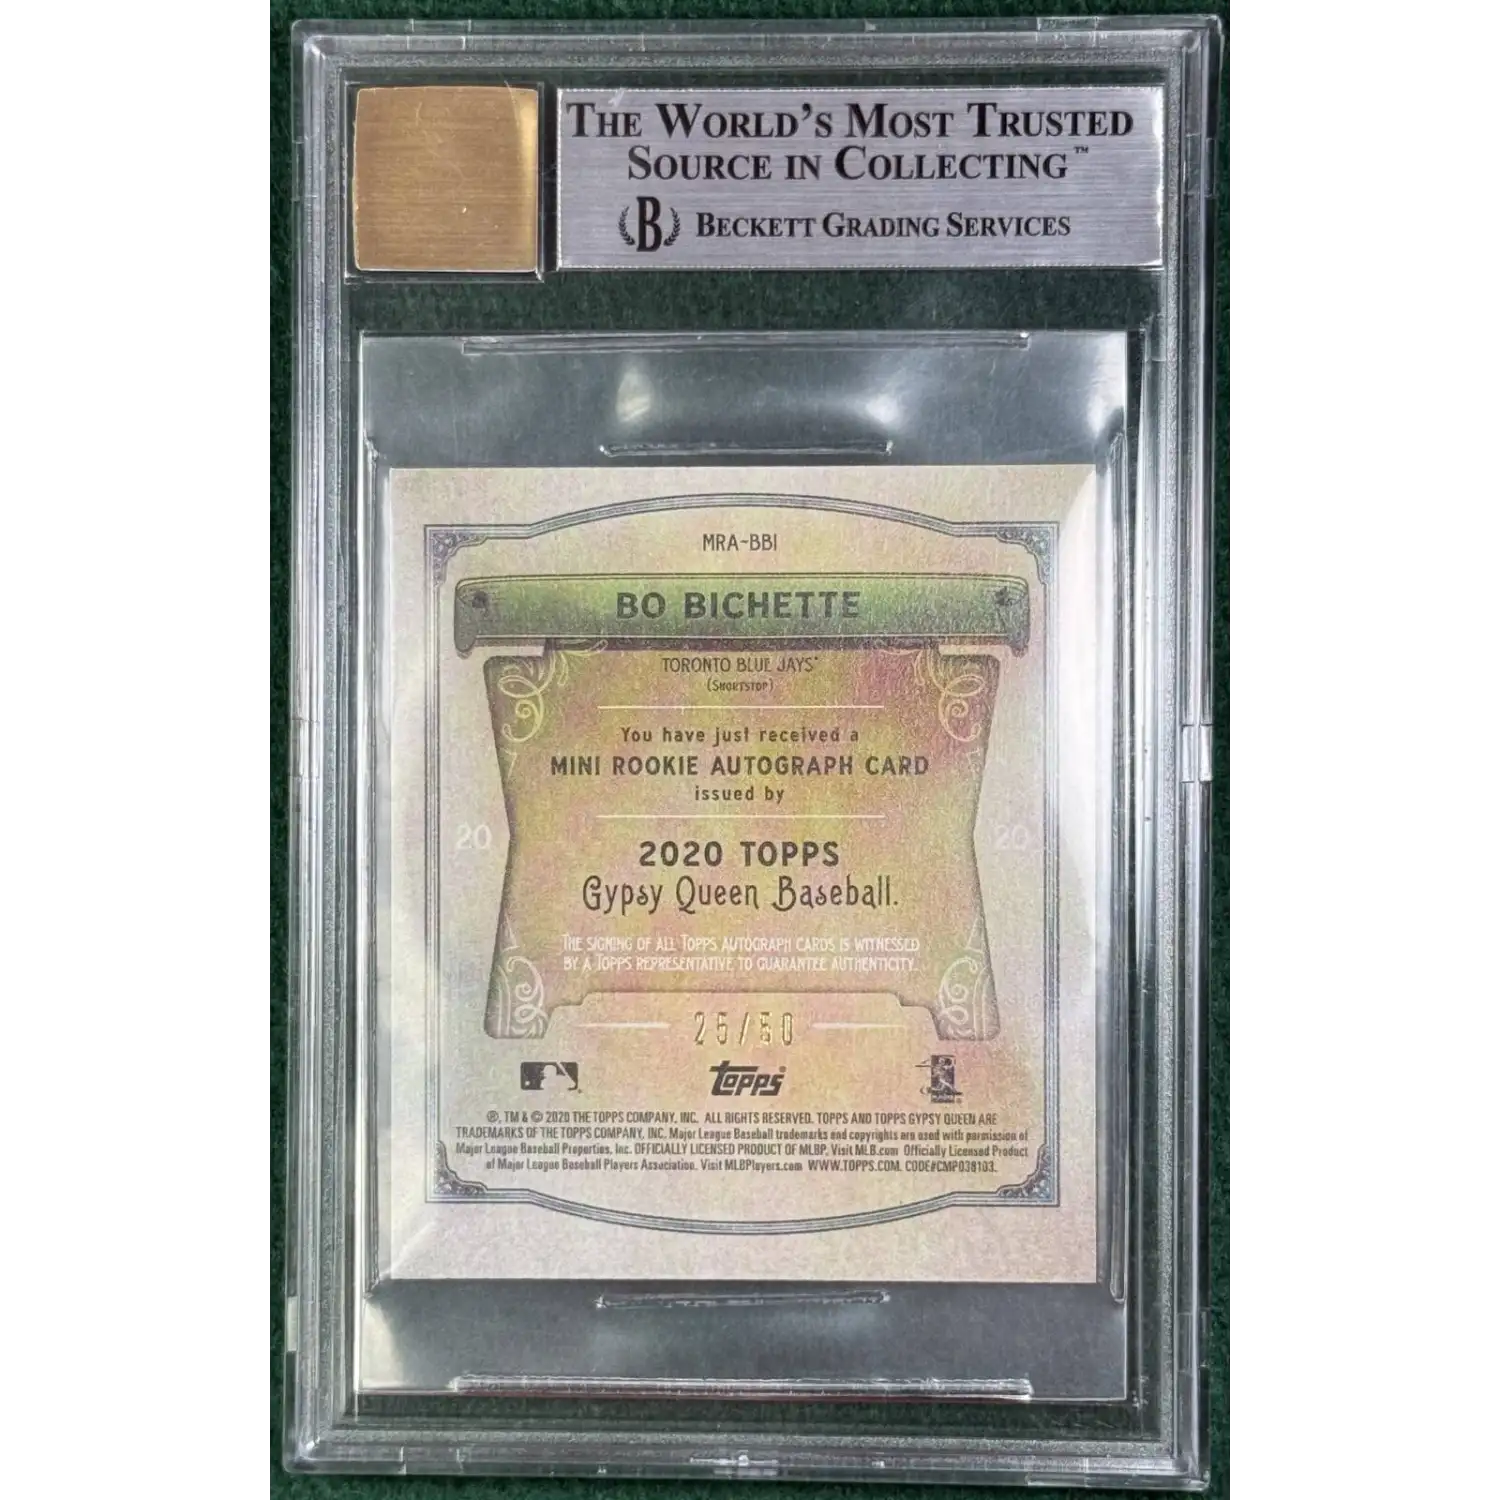 THE WORLD'S MOST TRUSTED
SOURCE IN COLLECTING™
B BECKETT GRADING SERVICES
MRA-BBI
BO BICHETTE
TORONTO BLUE JAYS®
(SHORTSTOP)
You have just received a
MINI ROOKIE AUTOGRAPH CARD
issued by
20 20
2020 TOPPS
Gypsy Queen Baseball.
THE SIGNING OF ALL TOPPS AUTOGRAPH CARDS IS WITNESSED
BY A TOPPS REPRESENTATIVE TO GUARANTEE AUTHENTICITY.
25/50
Topps
®, TM & © 2020 THE TOPPS COMPANY, INC. ALL RIGHTS RESERVED. TOPPS AND TOPPS GYPSY QUEEN ARE
TRADEMARKS OF THE TOPPS COMPANY, INC. Major League Baseball trademarks and copyrights are used with permission of
Major League Baseball Properties, Inc. OFFICIALLY LICENSED PRODUCT OF MLBP, Visit MLB.com Officially Licensed Product
of Major League Baseball Players Association. Visit MLBPlayers.com WWW.TOPPS.COM. CODE#CMP038103.